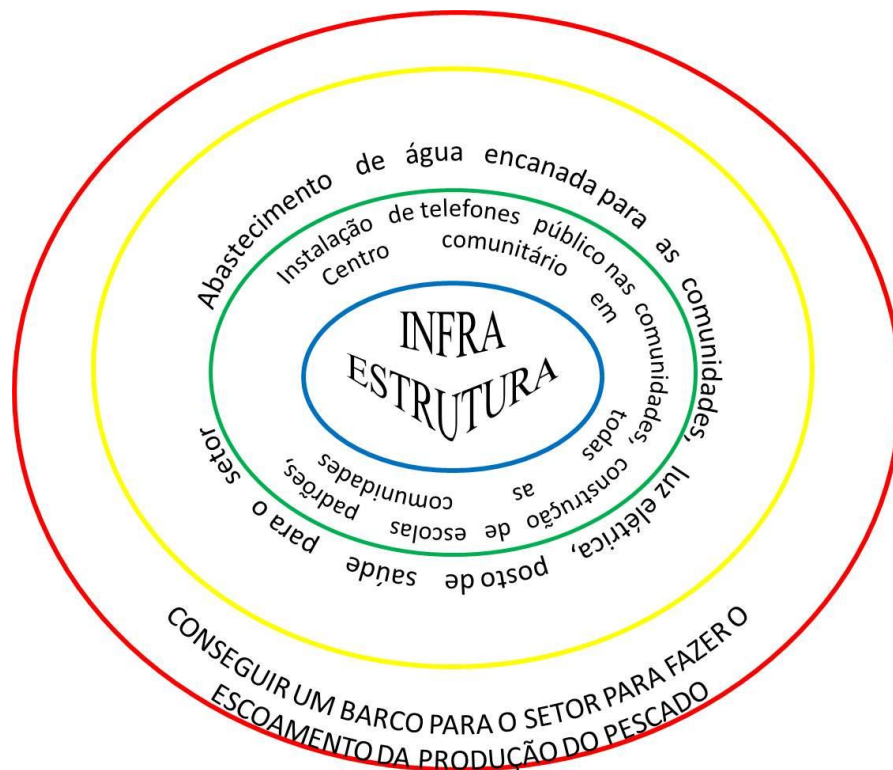 INFRA
ESTRUTURA
Centro comunitário em todas as comunidades
Instalação de telefones público nas comunidades, construção de escolas padrões,
Abastecimento de água encanada para as comunidades, luz elétrica, posto de saúde para o setor
CONSEGUIR UM BARCO PARA O SETOR PARA FAZER O
ESCOAMENTO DA PRODUÇÃO DO PESCADO